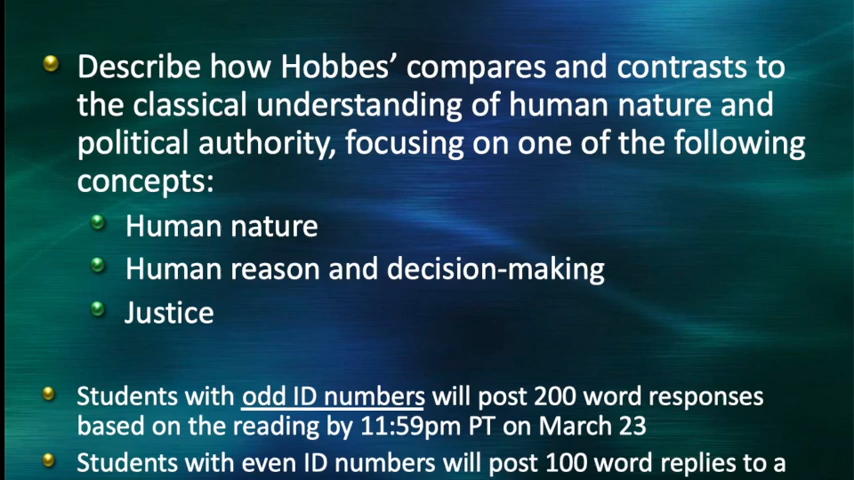 Describe how Hobbes’ compares and contrasts to
the classical understanding of human nature and
political authority, focusing on one of the following
concepts:
Human nature
Human reason and decision-making
Justice
Students with odd ID numbers will post 200 word responses
based on the reading by 11:59pm PT on March 23
Students with even ID numbers will post 100 word replies to a